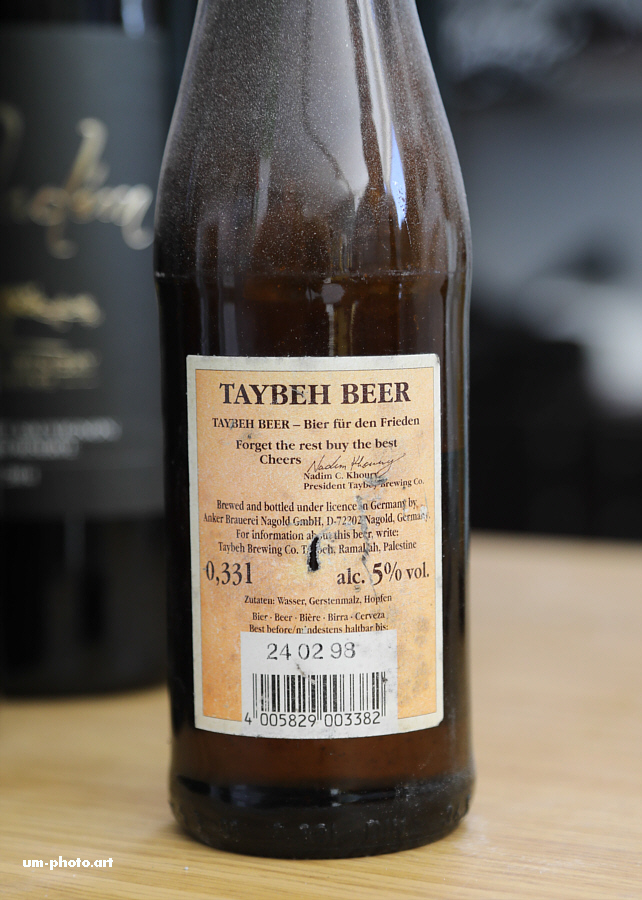 TAYBEH BEER
TAYBEH BEER – Bier für den Frieden
Forget the rest buy the best
Cheers Nadim Khoury
Nadim C. Khoury
President Taybeh Brewing Co.
Brewed and bottled under licence in Germany by,
Anker Brauerei Nagold GmbH, D-72202 Nagold, Germany.
For information about this beer, write:
Taybeh Brewing Co. Taybeh, Ramallah, Palestine
0,33l alc. 5% vol.
Zutaten: Wasser, Gerstenmalz, Hopfen
Bier · Beer · Bière · Birra · Cerveza
Best before/mindestens haltbar bis:
24 02 98
4 005829 003382
um-photo.art